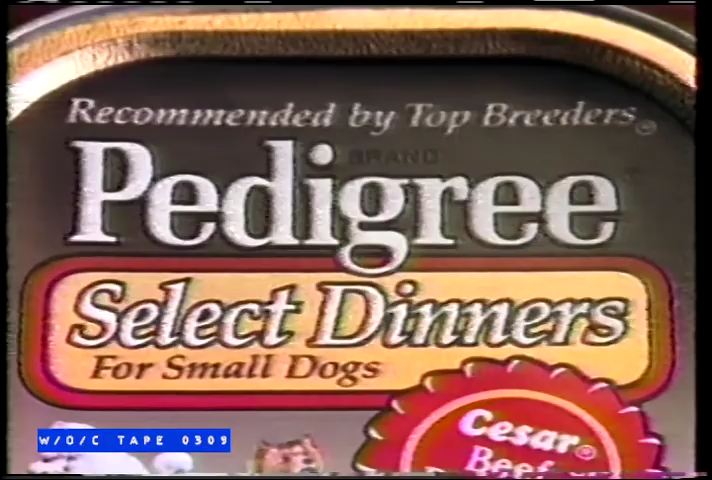 Recommended by Top Breeders®
BRAND
Pedigree
Select Dinners
For Small Dogs
Cesar®
Beef
W/O/C TAPE 0309